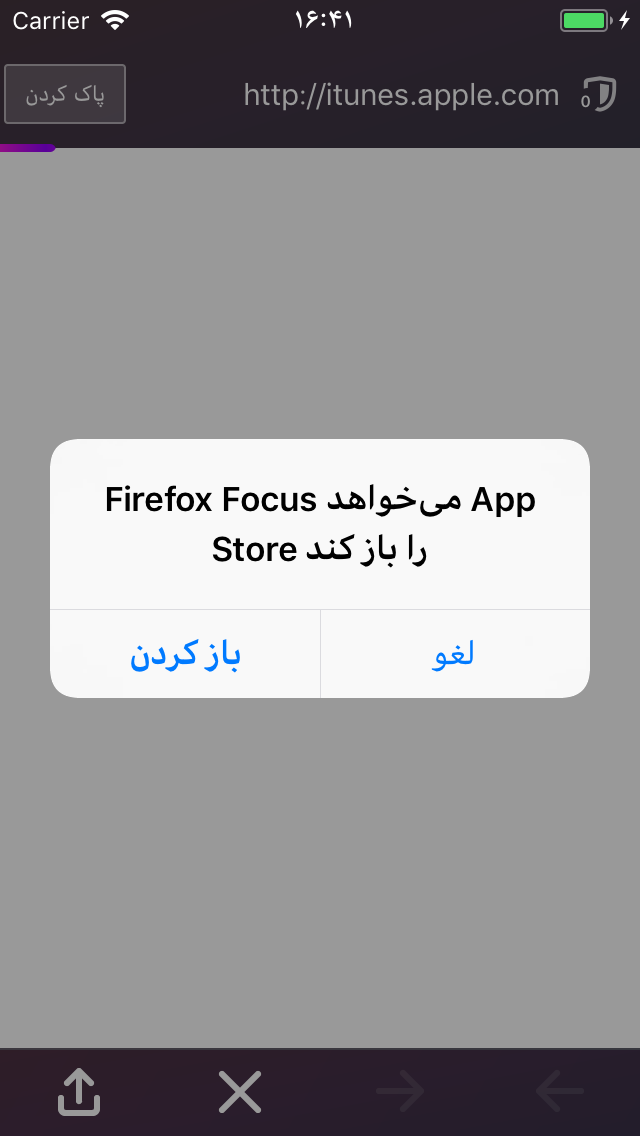 Carrier ۱۶:۴۱
پاک کردن http://itunes.apple.com 0
Firefox Focus می‌خواهد App
Store را باز کند
باز کردن لغو